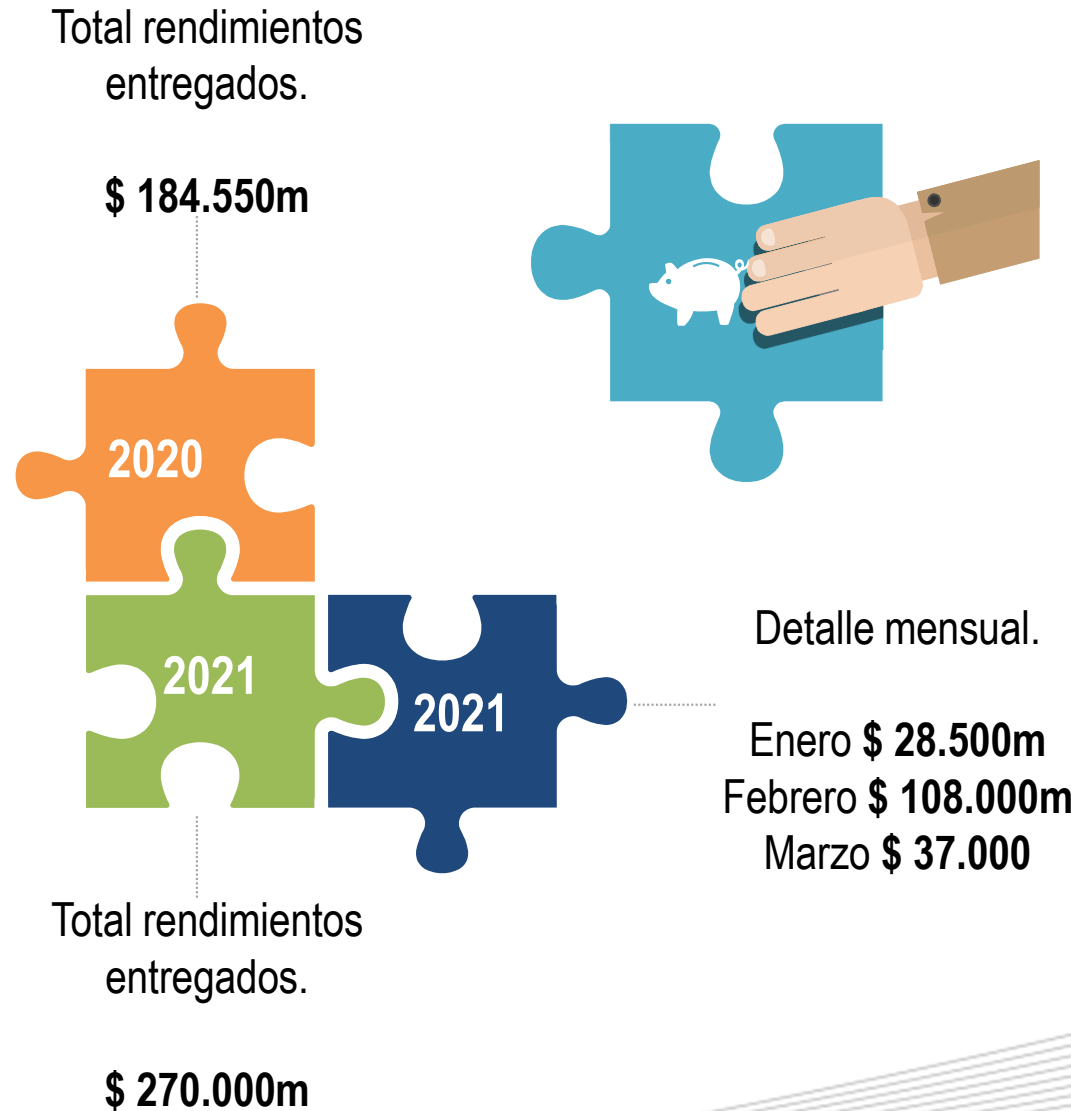 Total rendimientos
entregados.
$ 184.550m
2020
2021
2021
Detalle mensual.
Enero $ 28.500m
Febrero $ 108.000m
Marzo $ 37.000
Total rendimientos
entregados.
$ 270.000m